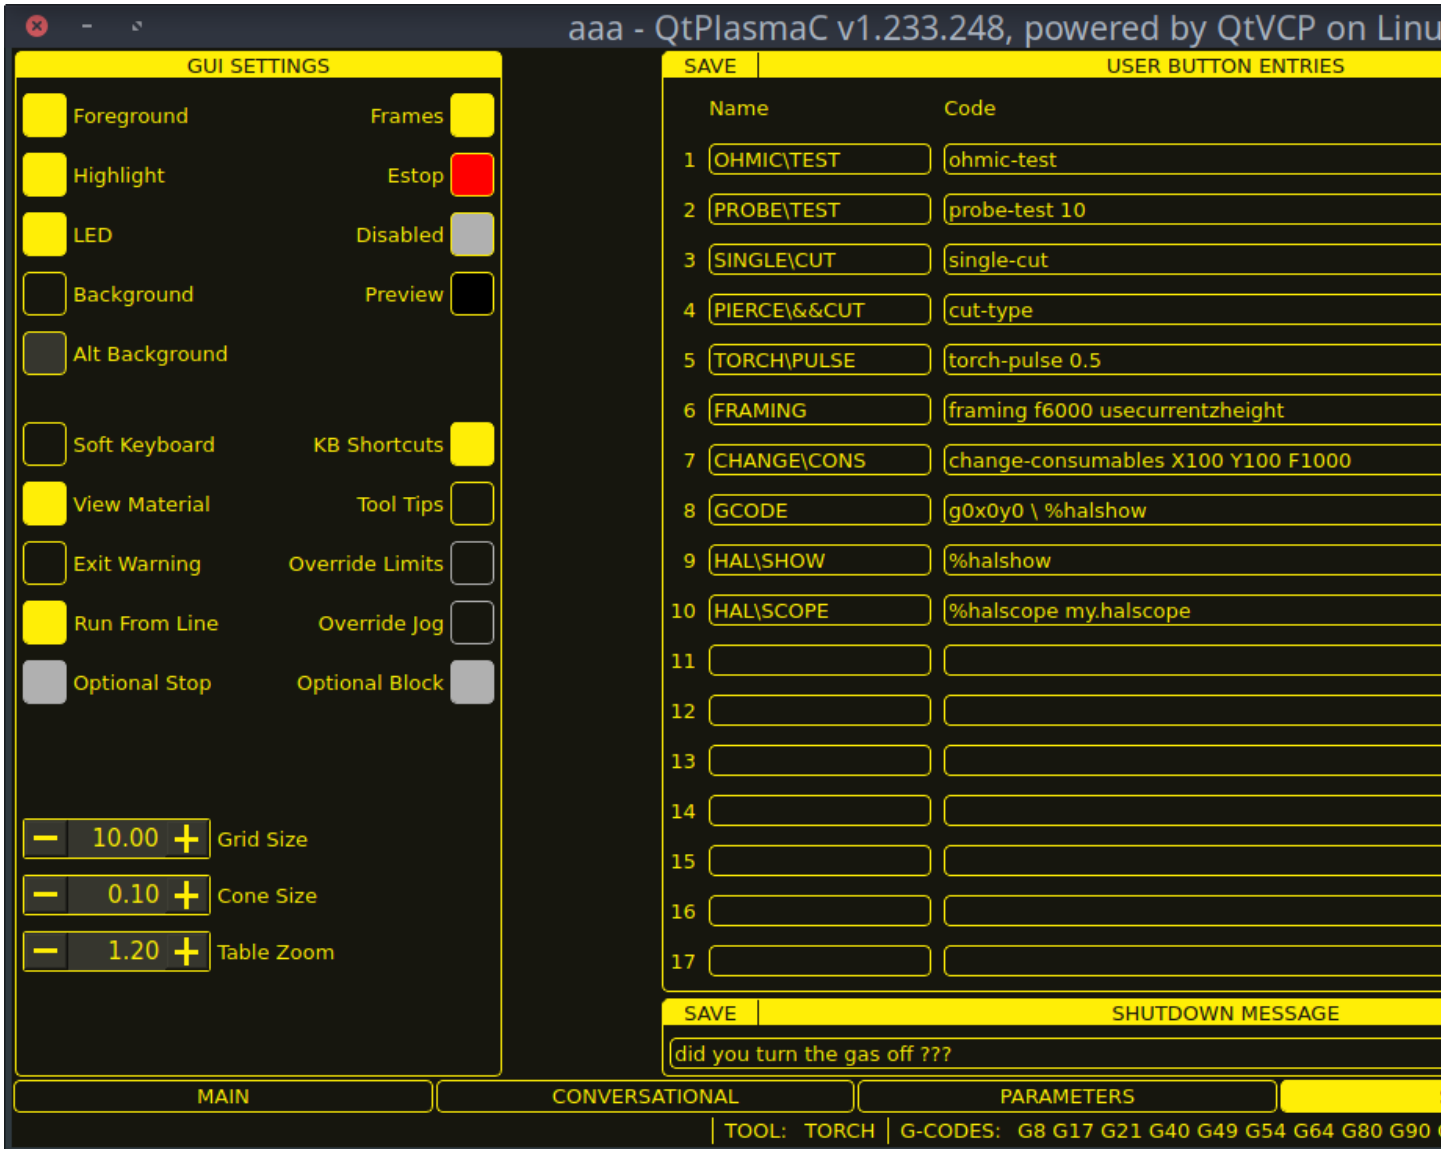 aaa - QtPlasmaC v1.233.248, powered by QtVCP on Linu
GUI SETTINGS
Foreground Frames
Highlight Estop
LED Disabled
Background Preview
Alt Background
Soft Keyboard KB Shortcuts
View Material Tool Tips
Exit Warning Override Limits
Run From Line Override Jog
Optional Stop Optional Block
10.00 Grid Size
0.10 Cone Size
1.20 Table Zoom
SAVE USER BUTTON ENTRIES
Name Code
1 OHMIC\TEST ohmic-test
2 PROBE\TEST probe-test 10
3 SINGLE\CUT single-cut
4 PIERCE\&&CUT cut-type
5 TORCH\PULSE torch-pulse 0.5
6 FRAMING framing f6000 usecurrentzheight
7 CHANGE\CONS change-consumables X100 Y100 F1000
8 GCODE g0x0y0 \ %halshow
9 HAL\SHOW %halshow
10 HAL\SCOPE %halscope my.halscope
11
12
13
14
15
16
17
SAVE SHUTDOWN MESSAGE
did you turn the gas off ???
MAIN CONVERSATIONAL PARAMETERS
TOOL: TORCH G-CODES: G8 G17 G21 G40 G49 G54 G64 G80 G90